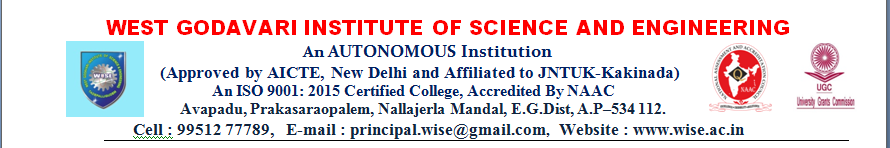 WEST GODAVARI INSTITUTE OF SCIENCE AND ENGINEERING
An AUTONOMOUS Institution
(Approved by AICTE, New Delhi and Affiliated to JNTUK-Kakinada)
An ISO 9001: 2015 Certified College, Accredited By NAAC
Avapadu, Prakasaraopalem, Nallajerla Mandal, E.G.Dist, A.P–534 112.
Cell : 99512 77789, E-mail : principal.wise@gmail.com, Website : www.wise.ac.in
WISE
NAAC
UGC
University Grants Commission